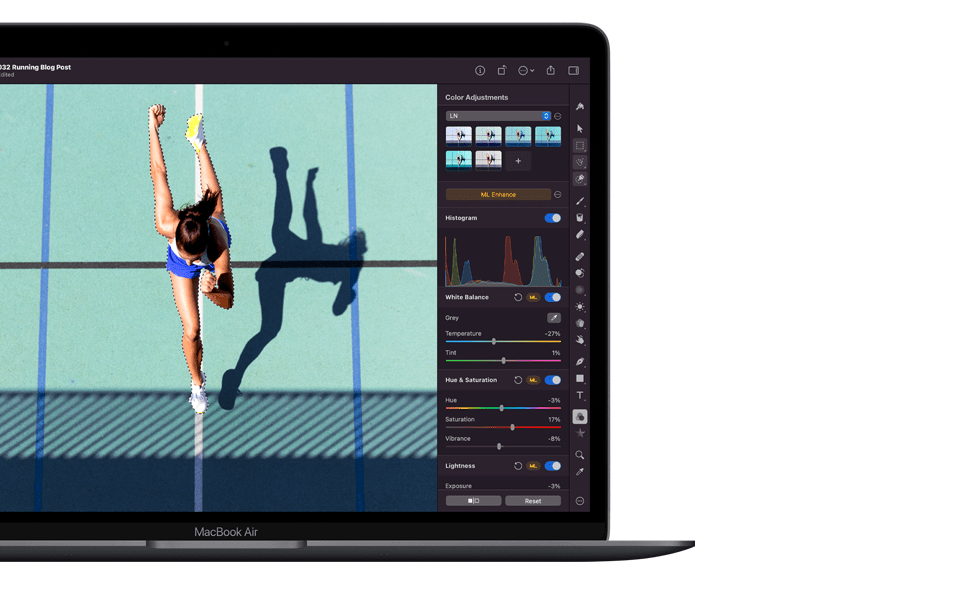 032 Running Blog Post
Edited
Color Adjustments
LN
+
ML Enhance
Histogram
White Balance
ML
Grey
Temperature
-27%
Tint
1%
Hue & Saturation
ML
Hue
-3%
Saturation
17%
Vibrance
-8%
Lightness
ML
Exposure
-3%
Reset
T
MacBook Air